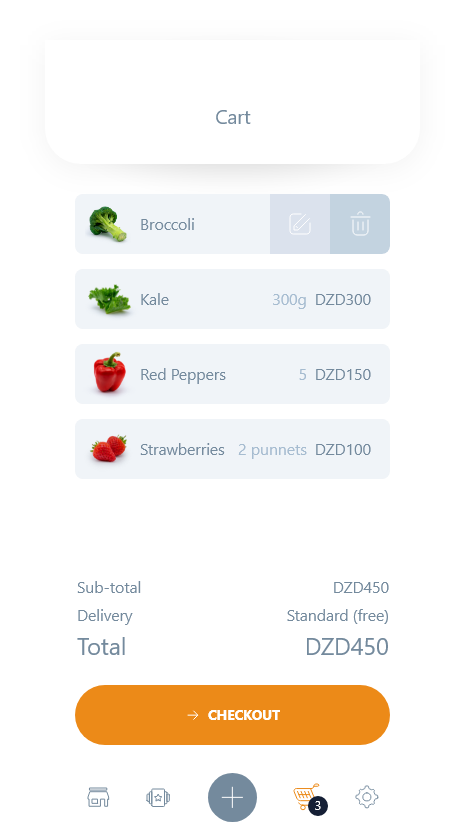 Cart
Broccoli
Kale 300g DZD300
Red Peppers 5 DZD150
Strawberries 2 punnets DZD100
Sub-total DZD450
Delivery Standard (free)
Total DZD450
CHECKOUT
3